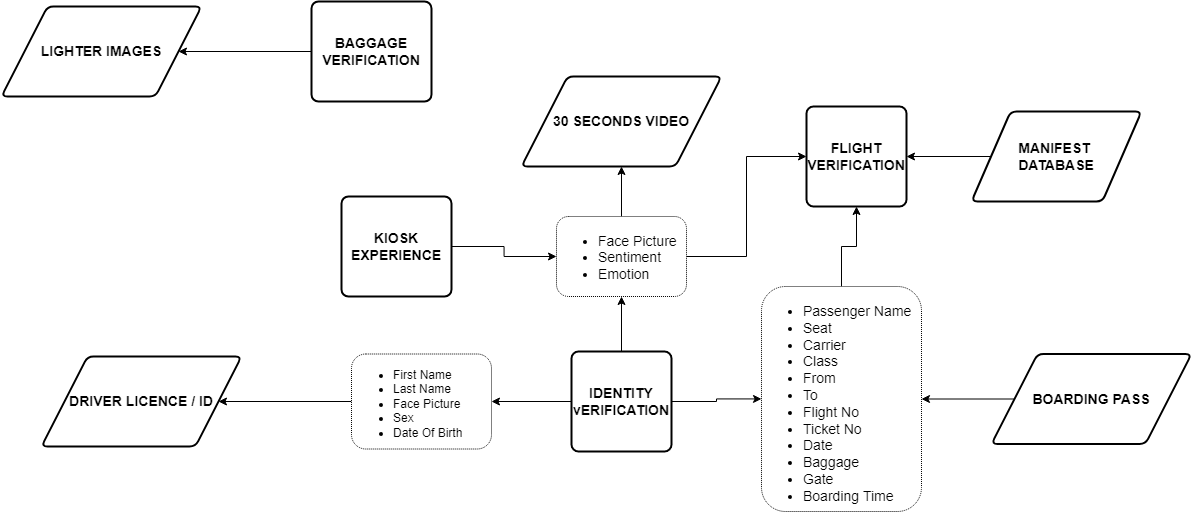 LIGHTER IMAGES
BAGGAGE
VERIFICATION
30 SECONDS VIDEO
FLIGHT
VERIFICATION
MANIFEST
DATABASE
KIOSK
EXPERIENCE
• Face Picture
• Sentiment
• Emotion
DRIVER LICENCE / ID
• First Name
• Last Name
• Face Picture
• Sex
• Date Of Birth
IDENTITY
vERIFICATION
• Passenger Name
• Seat
• Carrier
• Class
• From
• To
• Flight No
• Ticket No
• Date
• Baggage
• Gate
• Boarding Time
BOARDING PASS